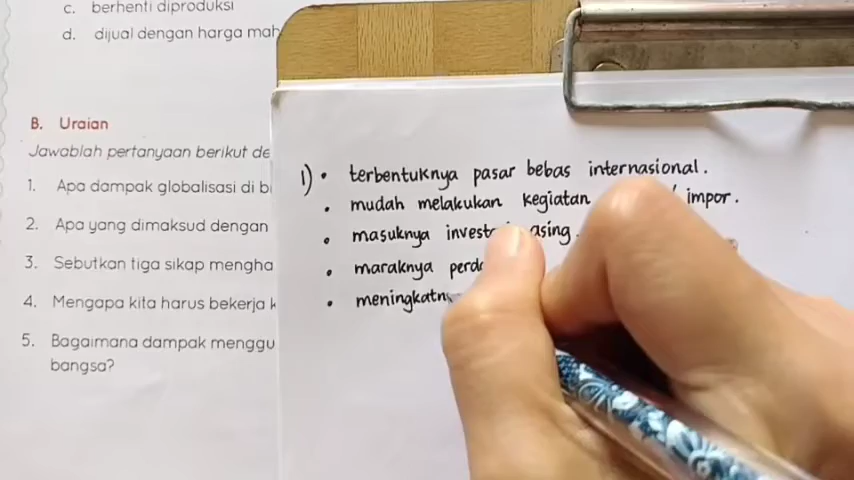 c. berhenti diproduksi
d. dijual dengan harga mah
B. Uraian
Jawablah pertanyaan berikut de
1. Apa dampak globalisasi di bi
2. Apa yang dimaksud dengan
3. Sebutkan tiga sikap mengha
4. Mengapa kita harus bekerja k
5. Bagaimana dampak menggu
bangsa?
1) • terbentuknya pasar bebas internasional.
• mudah melakukan kegiatan / impor.
• masuknya asing.
• maraknya
•